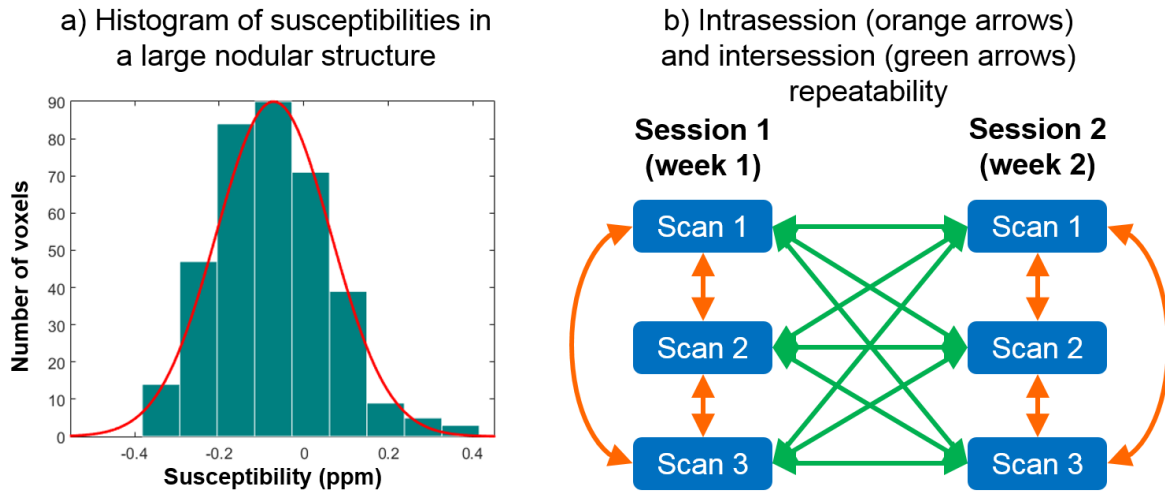 a) Histogram of susceptibilities in
a large nodular structure
90
80
70
60
50
40
30
20
10
0
Number of voxels
-0.4
-0.2
0
0.2
0.4
Susceptibility (ppm)
b) Intrasession (orange arrows)
and intersession (green arrows)
repeatability
Session 1
(week 1)
Session 2
(week 2)
Scan 1
Scan 1
Scan 2
Scan 2
Scan 3
Scan 3